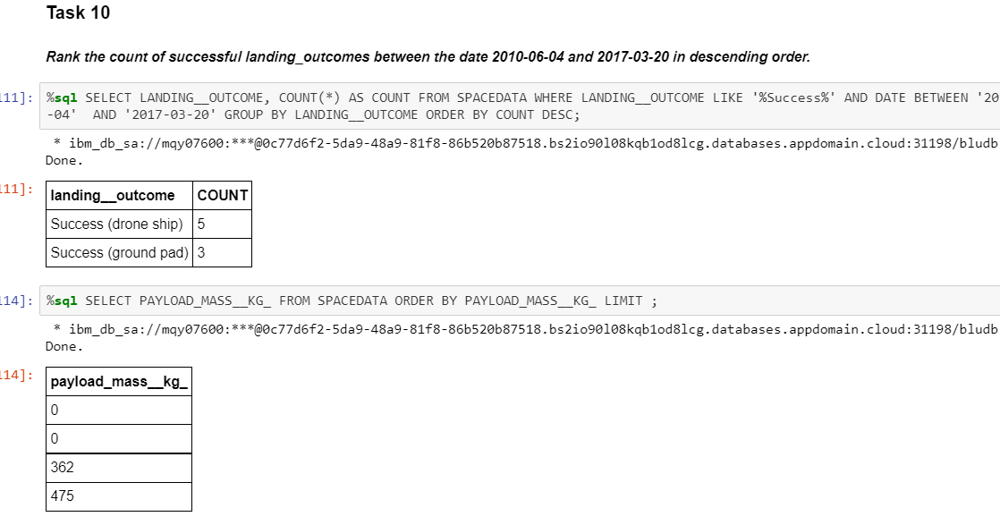 Task 10
Rank the count of successful landing_outcomes between the date 2010-06-04 and 2017-03-20 in descending order.
111]: %sql SELECT LANDING__OUTCOME, COUNT(*) AS COUNT FROM SPACEDATA WHERE LANDING__OUTCOME LIKE '%Success%' AND DATE BETWEEN '20
-04'  AND '2017-03-20' GROUP BY LANDING__OUTCOME ORDER BY COUNT DESC;
* ibm_db_sa://mqy07600:***@0c77d6f2-5da9-48a9-81f8-86b520b87518.bs2io90l08kqb1od8lcg.databases.appdomain.cloud:31198/bludb
Done.
111]:
landing__outcome COUNT
Success (drone ship) 5
Success (ground pad) 3
114]: %sql SELECT PAYLOAD_MASS__KG_ FROM SPACEDATA ORDER BY PAYLOAD_MASS__KG_ LIMIT ;
* ibm_db_sa://mqy07600:***@0c77d6f2-5da9-48a9-81f8-86b520b87518.bs2io90l08kqb1od8lcg.databases.appdomain.cloud:31198/bludb
Done.
114]:
payload_mass__kg_
0
0
362
475